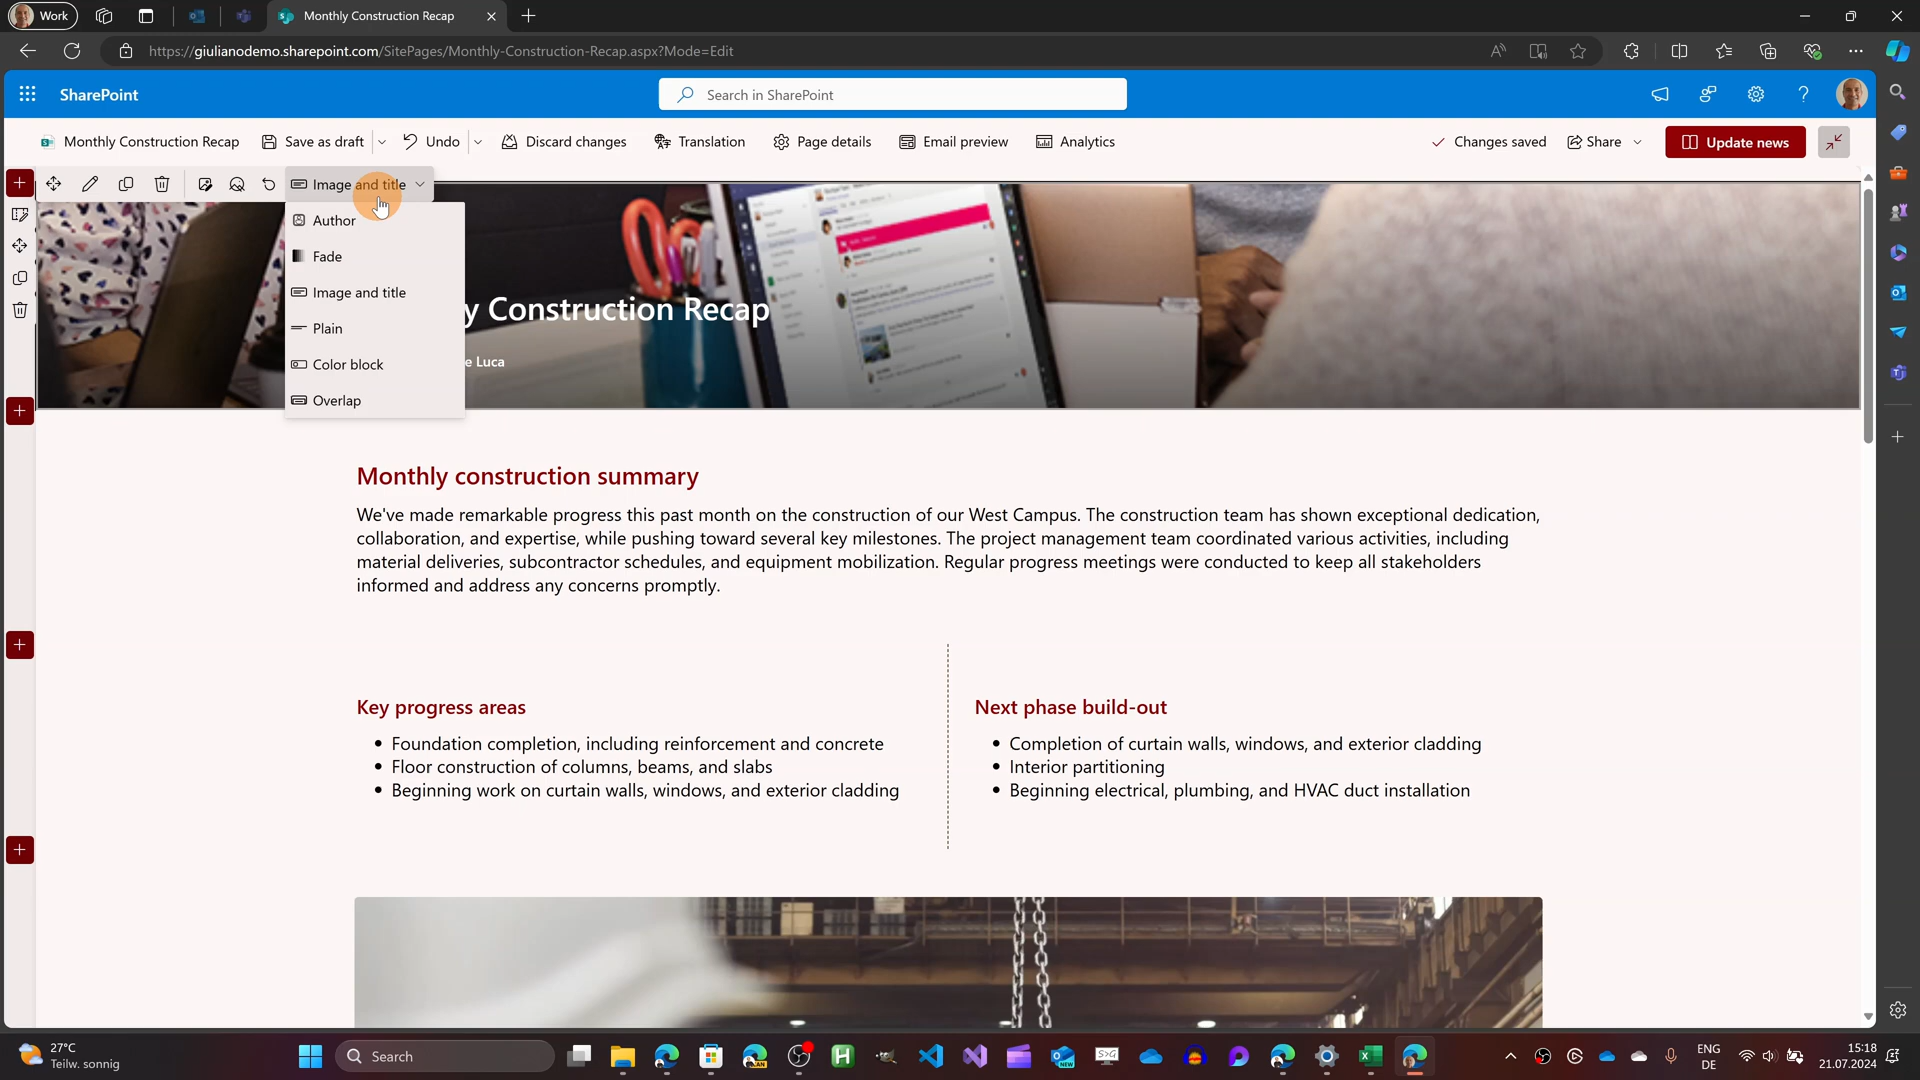 Work
Monthly Construction Recap
https://giulianodemo.sharepoint.com/SitePages/Monthly-Construction-Recap.aspx?Mode=Edit
SharePoint
Search in SharePoint
Monthly Construction Recap
Save as draft
Undo
Discard changes
Translation
Page details
Email preview
Analytics
Changes saved
Share
Update news
Image and title
Author
Fade
Image and title
Plain
Color block
Overlap
y Construction Recap
e Luca
Monthly construction summary
We've made remarkable progress this past month on the construction of our West Campus. The construction team has shown exceptional dedication,
collaboration, and expertise, while pushing toward several key milestones. The project management team coordinated various activities, including
material deliveries, subcontractor schedules, and equipment mobilization. Regular progress meetings were conducted to keep all stakeholders
informed and address any concerns promptly.
Key progress areas
• Foundation completion, including reinforcement and concrete
• Floor construction of columns, beams, and slabs
• Beginning work on curtain walls, windows, and exterior cladding
Next phase build-out
• Completion of curtain walls, windows, and exterior cladding
• Interior partitioning
• Beginning electrical, plumbing, and HVAC duct installation
27°C
Teilw. sonnig
Search
ENG
DE
15:18
21.07.2024